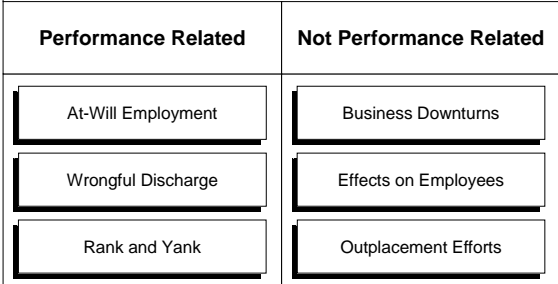 Performance Related
Not Performance Related
At-Will Employment
Business Downturns
Wrongful Discharge
Effects on Employees
Rank and Yank
Outplacement Efforts